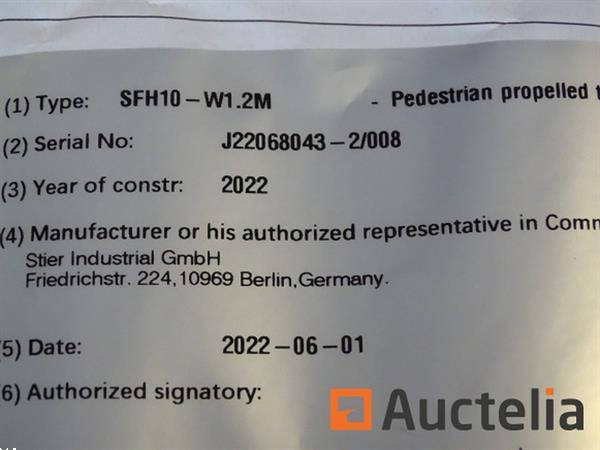 (1) Type: SFH10-W1.2M - Pedestrian propelled
(2) Serial No: J22068043-2/008
(3) Year of constr: 2022
(4) Manufacturer or his authorized representative in
Stier Industrial GmbH
Friedrichstr. 224,10969 Berlin,Germany.
(5) Date: 2022-06-01
(6) Authorized signatory:
Auctelia